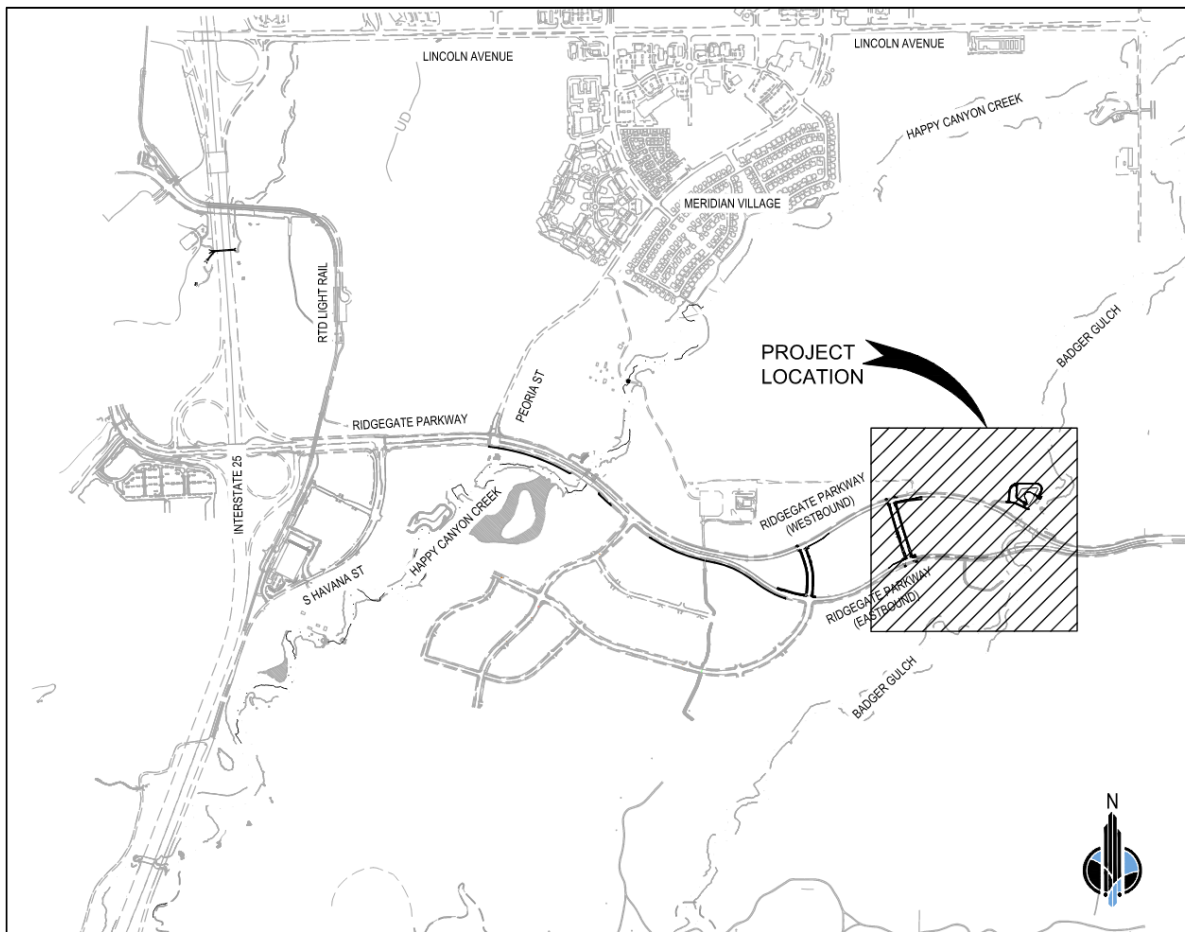 LINCOLN AVENUE
LINCOLN AVENUE
UD
HAPPY CANYON CREEK
MERIDIAN VILLAGE
RTD LIGHT RAIL
BADGER GULCH
PROJECT
LOCATION
PEORIA ST
RIDGEGATE PARKWAY
INTERSTATE 25
HAPPY CANYON CREEK
RIDGEGATE PARKWAY
(WESTBOUND)
S HAVANA ST
RIDGEGATE PARKWAY
(EASTBOUND)
BADGER GULCH
N